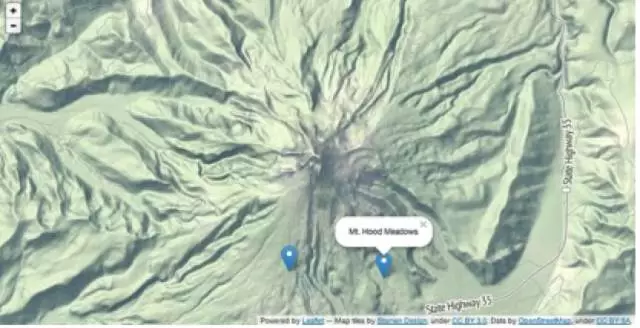 +
-
State Highway 35
Mt. Hood Meadows
×
State Highway 35
Powered by Leaflet — Map tiles by Stamen Design, under CC BY 3.0. Data by OpenStreetMap, under CC BY SA.